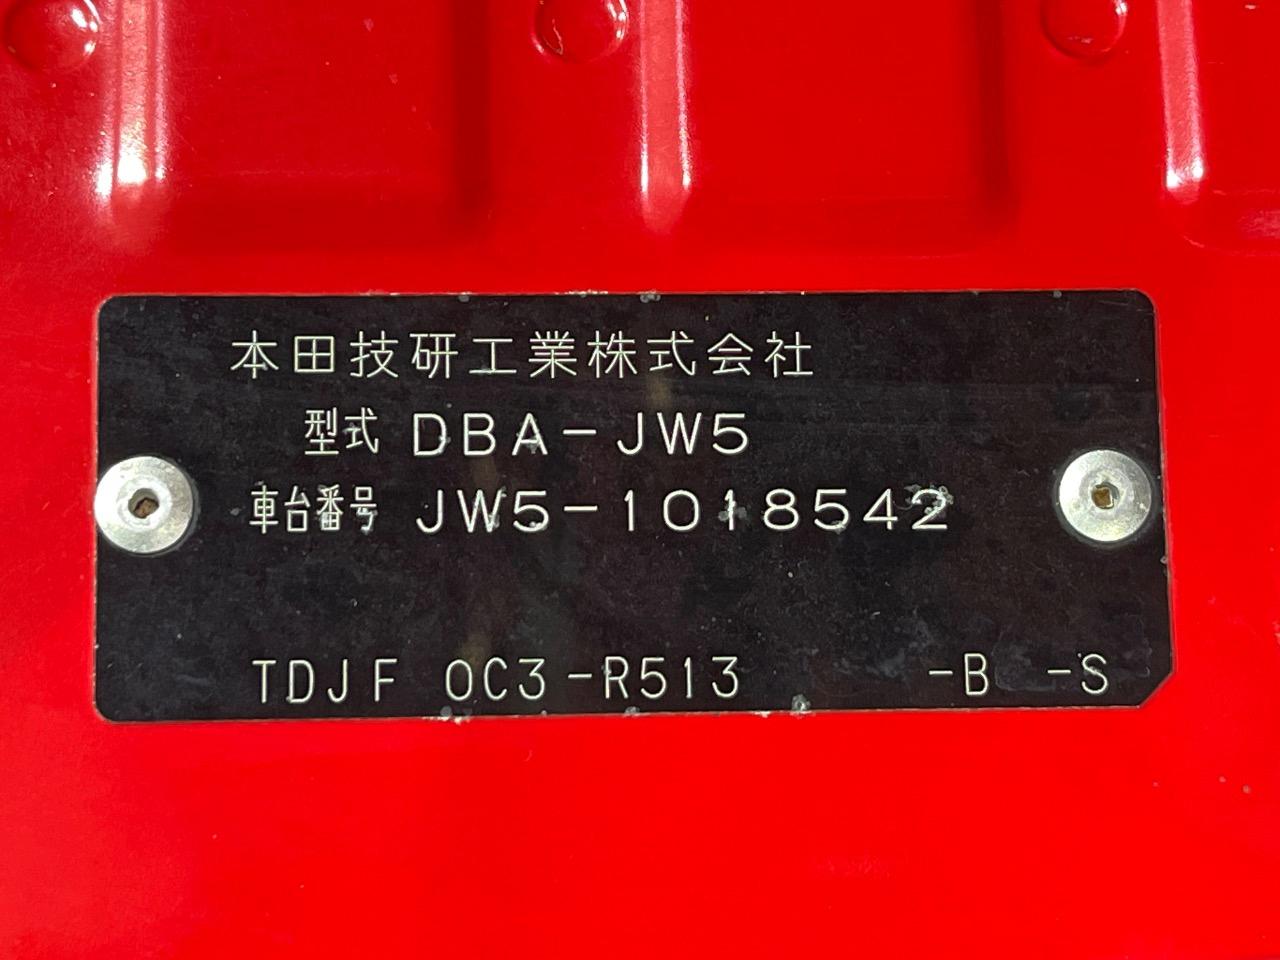 本田技研工業株式会社
型式 DBA-JW5
車台番号 JW5-1018542
TDJF 0C3-R513 -B -S